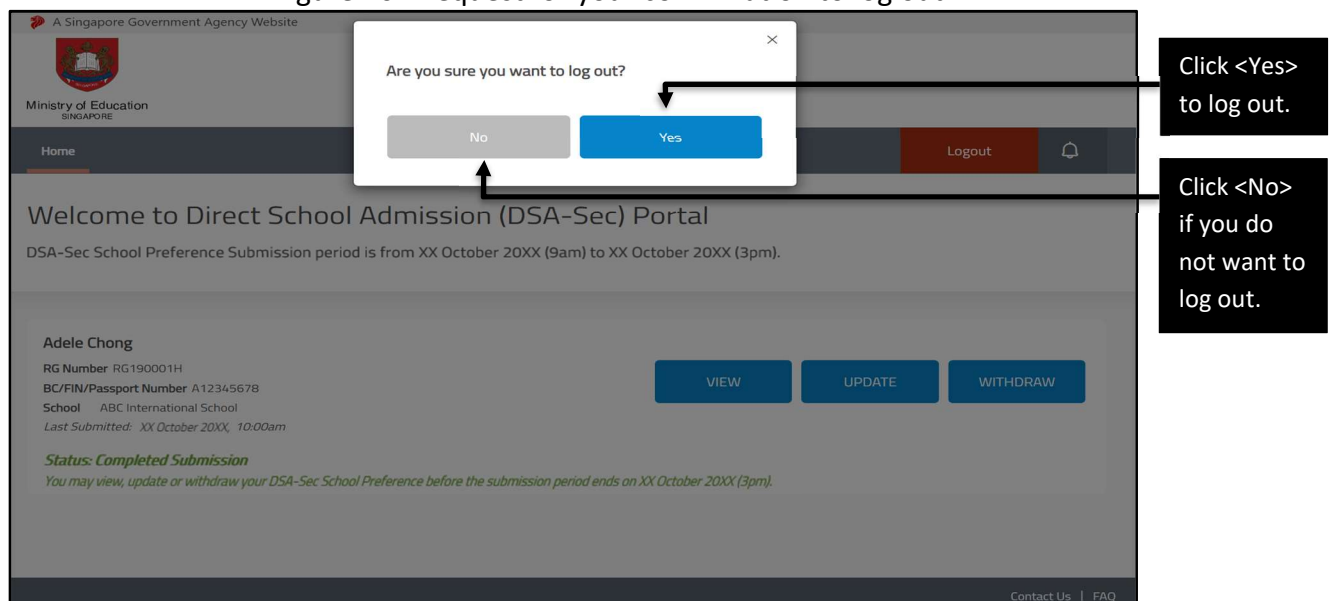 A Singapore Government Agency Website
Ministry of Education
SINGAPORE
Are you sure you want to log out?
No
Yes
Click <Yes>
to log out.
Home
Logout
Click <No>
if you do
not want to
log out.
Welcome to Direct School Admission (DSA-Sec) Portal
DSA-Sec School Preference Submission period is from XX October 20XX (9am) to XX October 20XX (3pm).
Adele Chong
RG Number RG190001H
BC/FIN/Passport Number A12345678
School ABC International School
Last Submitted: XX October 20XX, 10:00am
VIEW
UPDATE
WITHDRAW
Status: Completed Submission
You may view, update or withdraw your DSA-Sec School Preference before the submission period ends on XX October 20XX (3pm).
Contact Us | FAQ